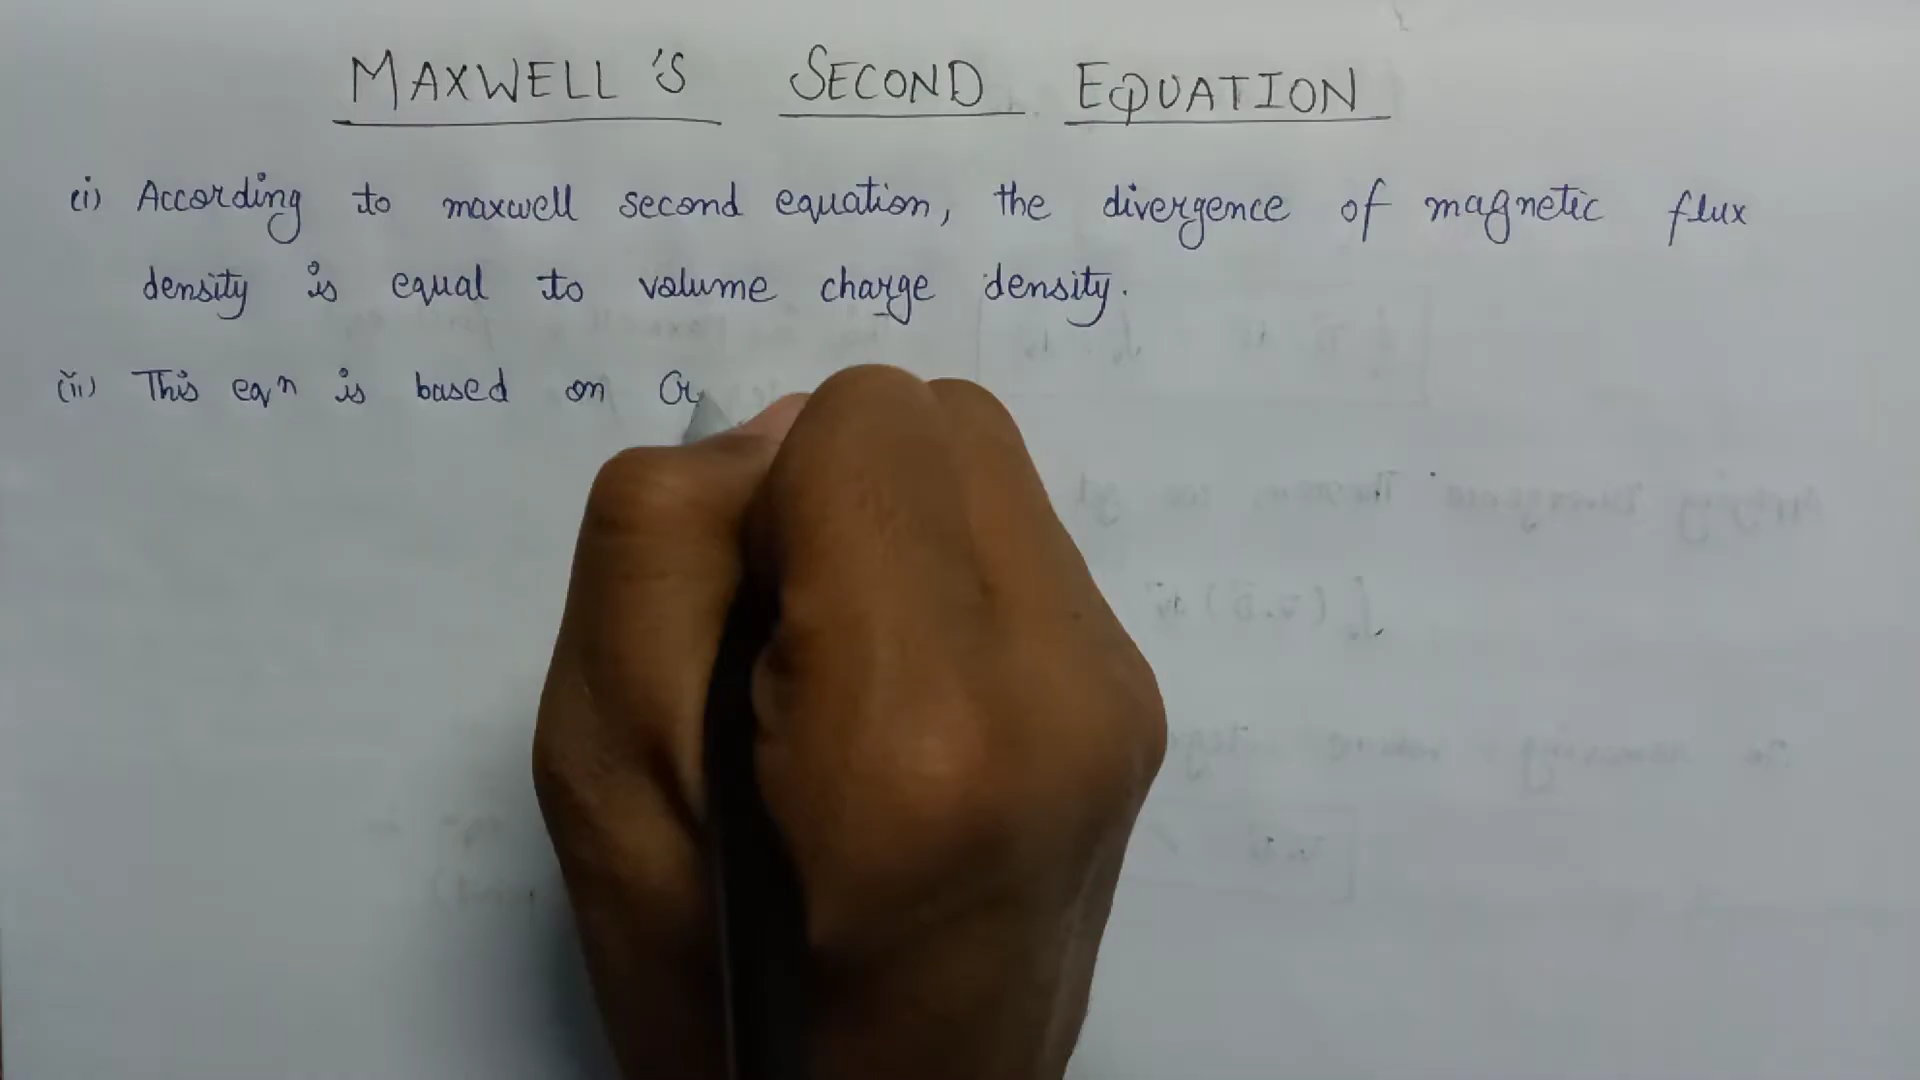 MAXWELL'S SECOND EQUATION
(i) According to maxwell second equation, the divergence of magnetic flux
density is equal to volume charge density.
(ii) This eqn is based on